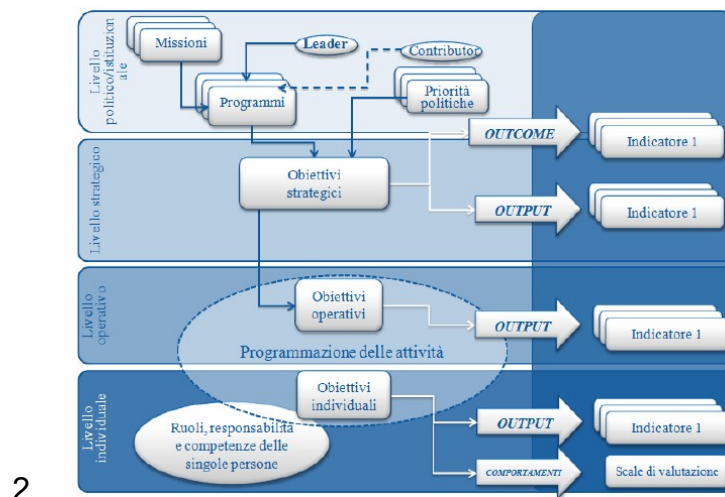 Livello
politico/istituzion
ale
Missioni
Leader
Contributor
Programmi
Priorità
politiche
OUTCOME
Indicatore 1
Livello strategico
Obiettivi
strategici
OUTPUT
Indicatore 1
Livello
operativo
Obiettivi
operativi
OUTPUT
Indicatore 1
Programmazione delle attività
Livello
individuale
Obiettivi
individuali
Ruoli, responsabilità
e competenze delle
singole persone
OUTPUT
Indicatore 1
COMPORTAMENTI
Scale di valutazione
2